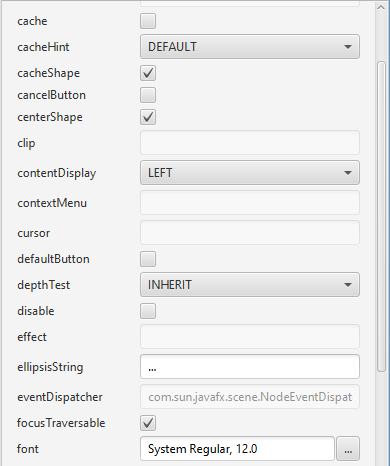 cache
cacheHint DEFAULT
cacheShape
cancelButton
centerShape
clip
contentDisplay LEFT
contextMenu
cursor
defaultButton
depthTest INHERIT
disable
effect
ellipsisString ...
eventDispatcher com.sun.javafx.scene.NodeEventDispat
focusTraversable
font System Regular, 12.0 ...